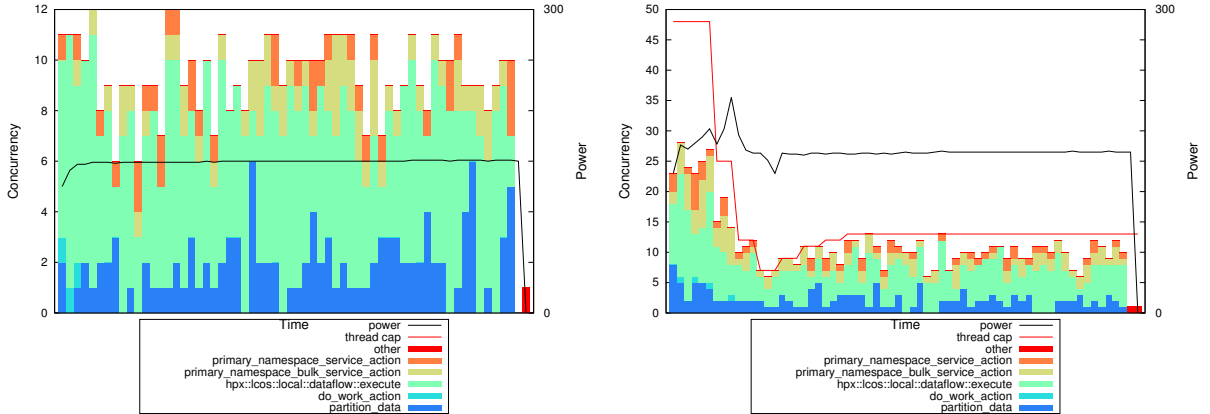 12
10
8
6
4
2
0
Concurrency
300
0
Power
Time
power
thread cap
other
primary_namespace_service_action
primary_namespace_bulk_service_action
hpx::lcos::local::dataflow::execute
do_work_action
partition_data
50
45
40
35
30
25
20
15
10
5
0
Concurrency
300
0
Power
Time
power
thread cap
other
primary_namespace_service_action
primary_namespace_bulk_service_action
hpx::lcos::local::dataflow::execute
do_work_action
partition_data